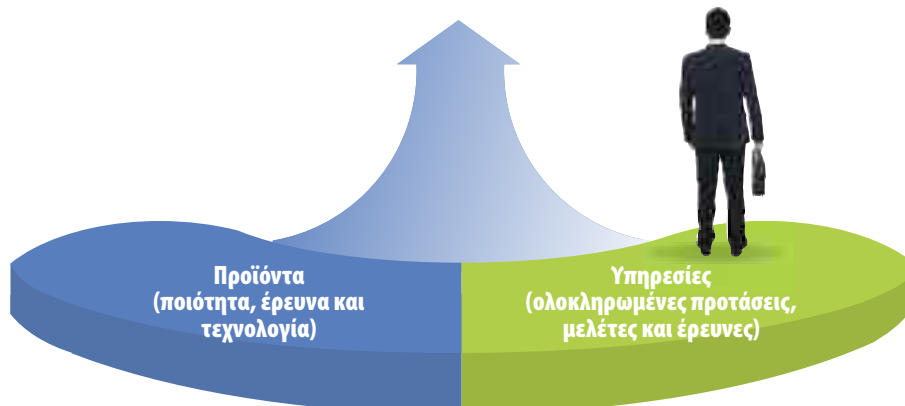 Προϊόντα
(ποιότητα, έρευνα και
τεχνολογία)
Υπηρεσίες
(ολοκληρωμένες προτάσεις,
μελέτες και έρευνες)